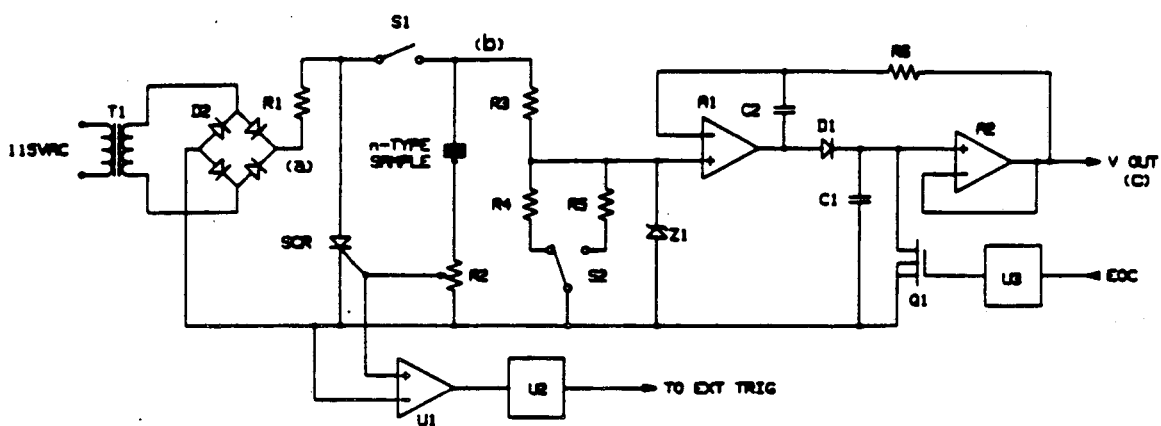 S1
(b)
R6
T1
D2
R1
R3
A1
C2
D1
A2
115VAC
(a)
n-TYPE
SAMPLE
V OUT
(C)
R4
R5
C1
SCR
R2
S2
Z1
Q1
U3
EOC
U1
U2
TO EXT TRIG